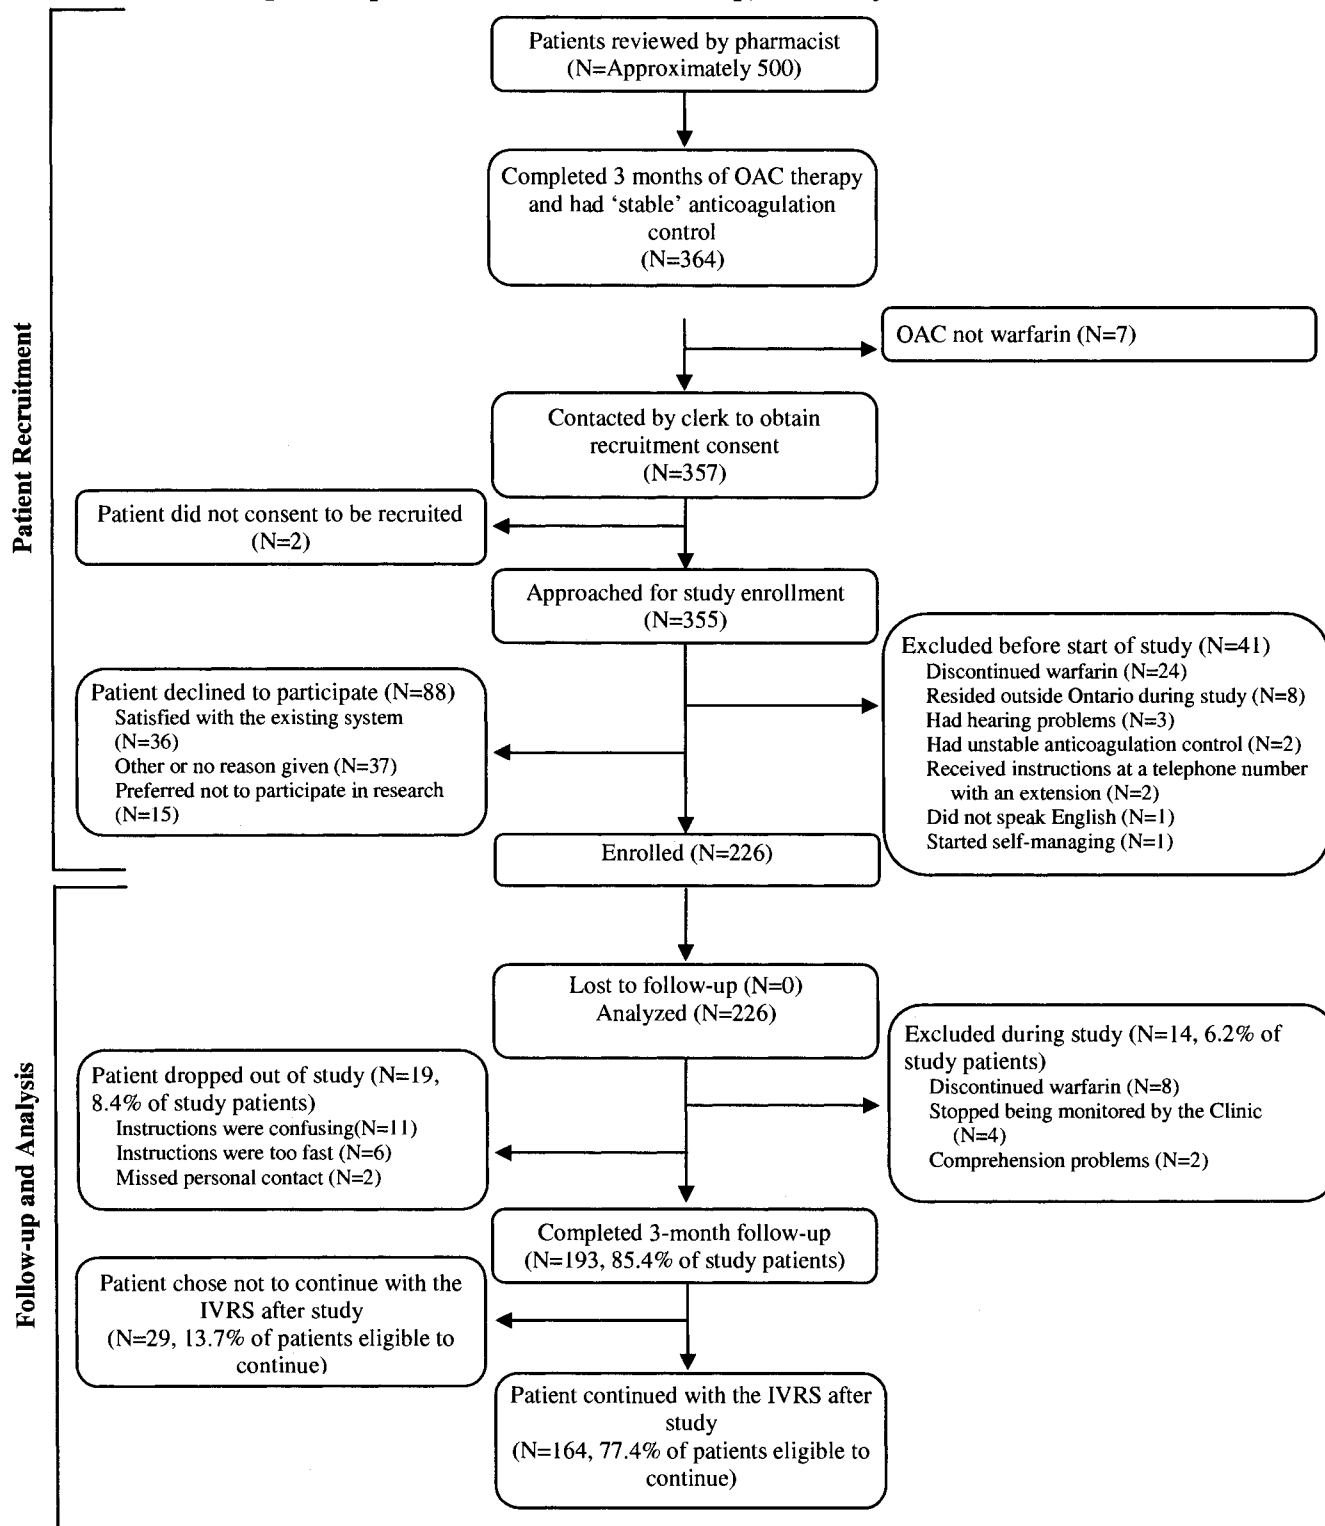 Patients reviewed by pharmacist
(N=Approximately 500)
Completed 3 months of OAC therapy
and had ‘stable’ anticoagulation
control
(N=364)
OAC not warfarin (N=7)
Patient Recruitment
Contacted by clerk to obtain
recruitment consent
(N=357)
Patient did not consent to be recruited
(N=2)
Approached for study enrollment
(N=355)
Excluded before start of study (N=41)
Discontinued warfarin (N=24)
Resided outside Ontario during study (N=8)
Had hearing problems (N=3)
Had unstable anticoagulation control (N=2)
Received instructions at a telephone number
with an extension (N=2)
Did not speak English (N=1)
Started self-managing (N=1)
Patient declined to participate (N=88)
Satisfied with the existing system
(N=36)
Other or no reason given (N=37)
Preferred not to participate in research
(N=15)
Enrolled (N=226)
Follow-up and Analysis
Lost to follow-up (N=0)
Analyzed (N=226)
Excluded during study (N=14, 6.2% of
study patients)
Discontinued warfarin (N=8)
Stopped being monitored by the Clinic
(N=4)
Comprehension problems (N=2)
Patient dropped out of study (N=19,
8.4% of study patients)
Instructions were confusing(N=11)
Instructions were too fast (N=6)
Missed personal contact (N=2)
Completed 3-month follow-up
(N=193, 85.4% of study patients)
Patient chose not to continue with the
IVRS after study
(N=29, 13.7% of patients eligible to
continue)
Patient continued with the IVRS after
study
(N=164, 77.4% of patients eligible to
continue)